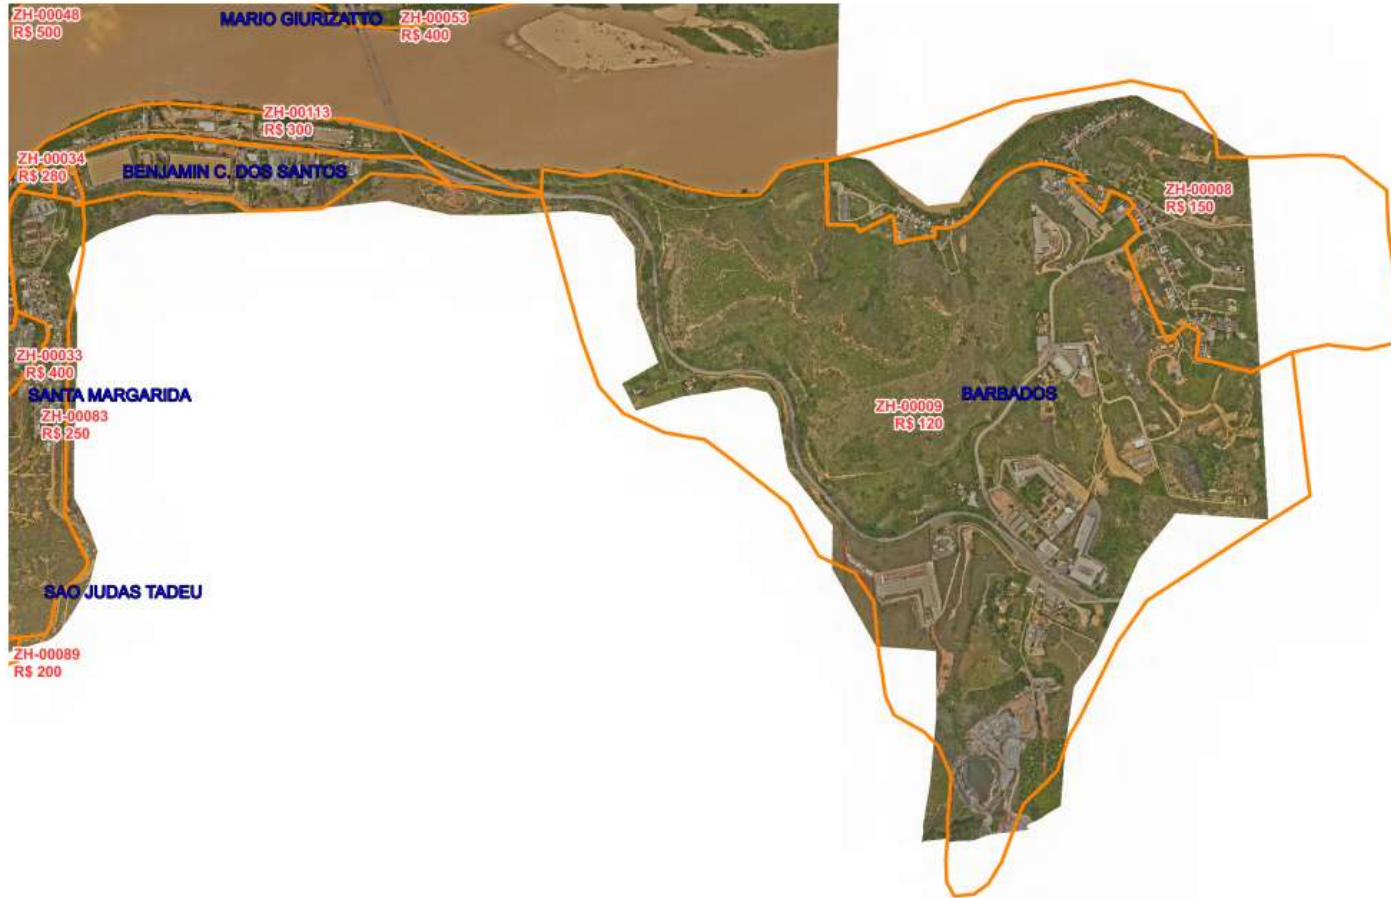 ZH-00048
R$ 500
MARIO GIURIZATTO
ZH-00053
R$ 400
ZH-00113
R$ 300
ZH-00034
R$ 280
BENJAMIN C. DOS SANTOS
ZH-00008
R$ 150
ZH-00033
R$ 400
SANTA MARGARIDA
ZH-00083
R$ 250
BARBADOS
ZH-00009
R$ 120
SAO JUDAS TADEU
ZH-00089
R$ 200